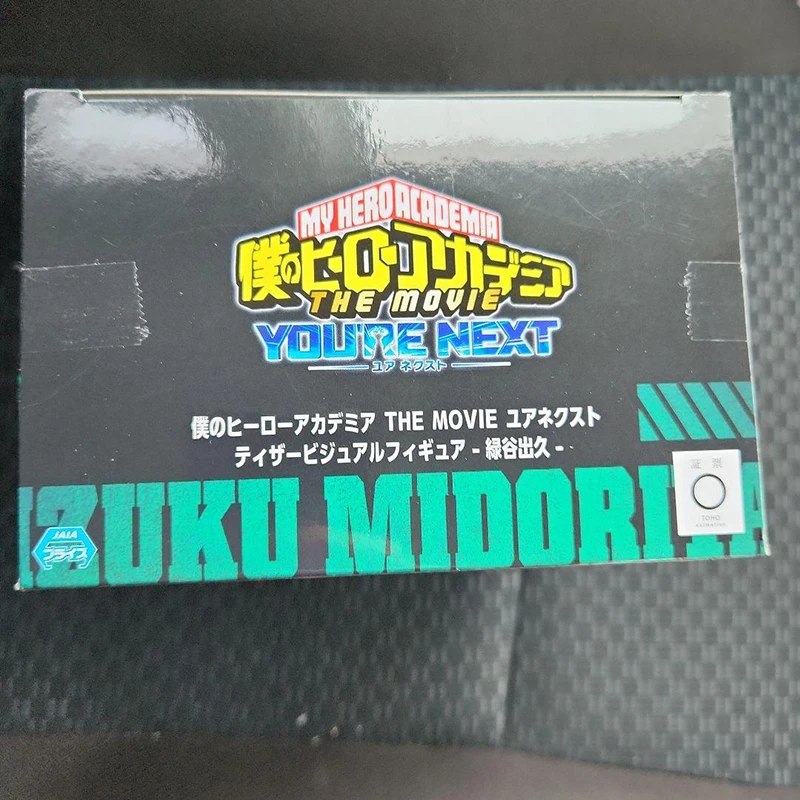 MY HERO ACADEMIA
僕のヒーローアカデミア
THE MOVIE
YOU'RE NEXT
ユア ネクスト
僕のヒーローアカデミア THE MOVIE ユアネクスト
ティザービジュアルフィギュア - 緑谷出久 -
IZUKU MIDORIYA
JAIA
プライズ
証 票
TOHO
animation